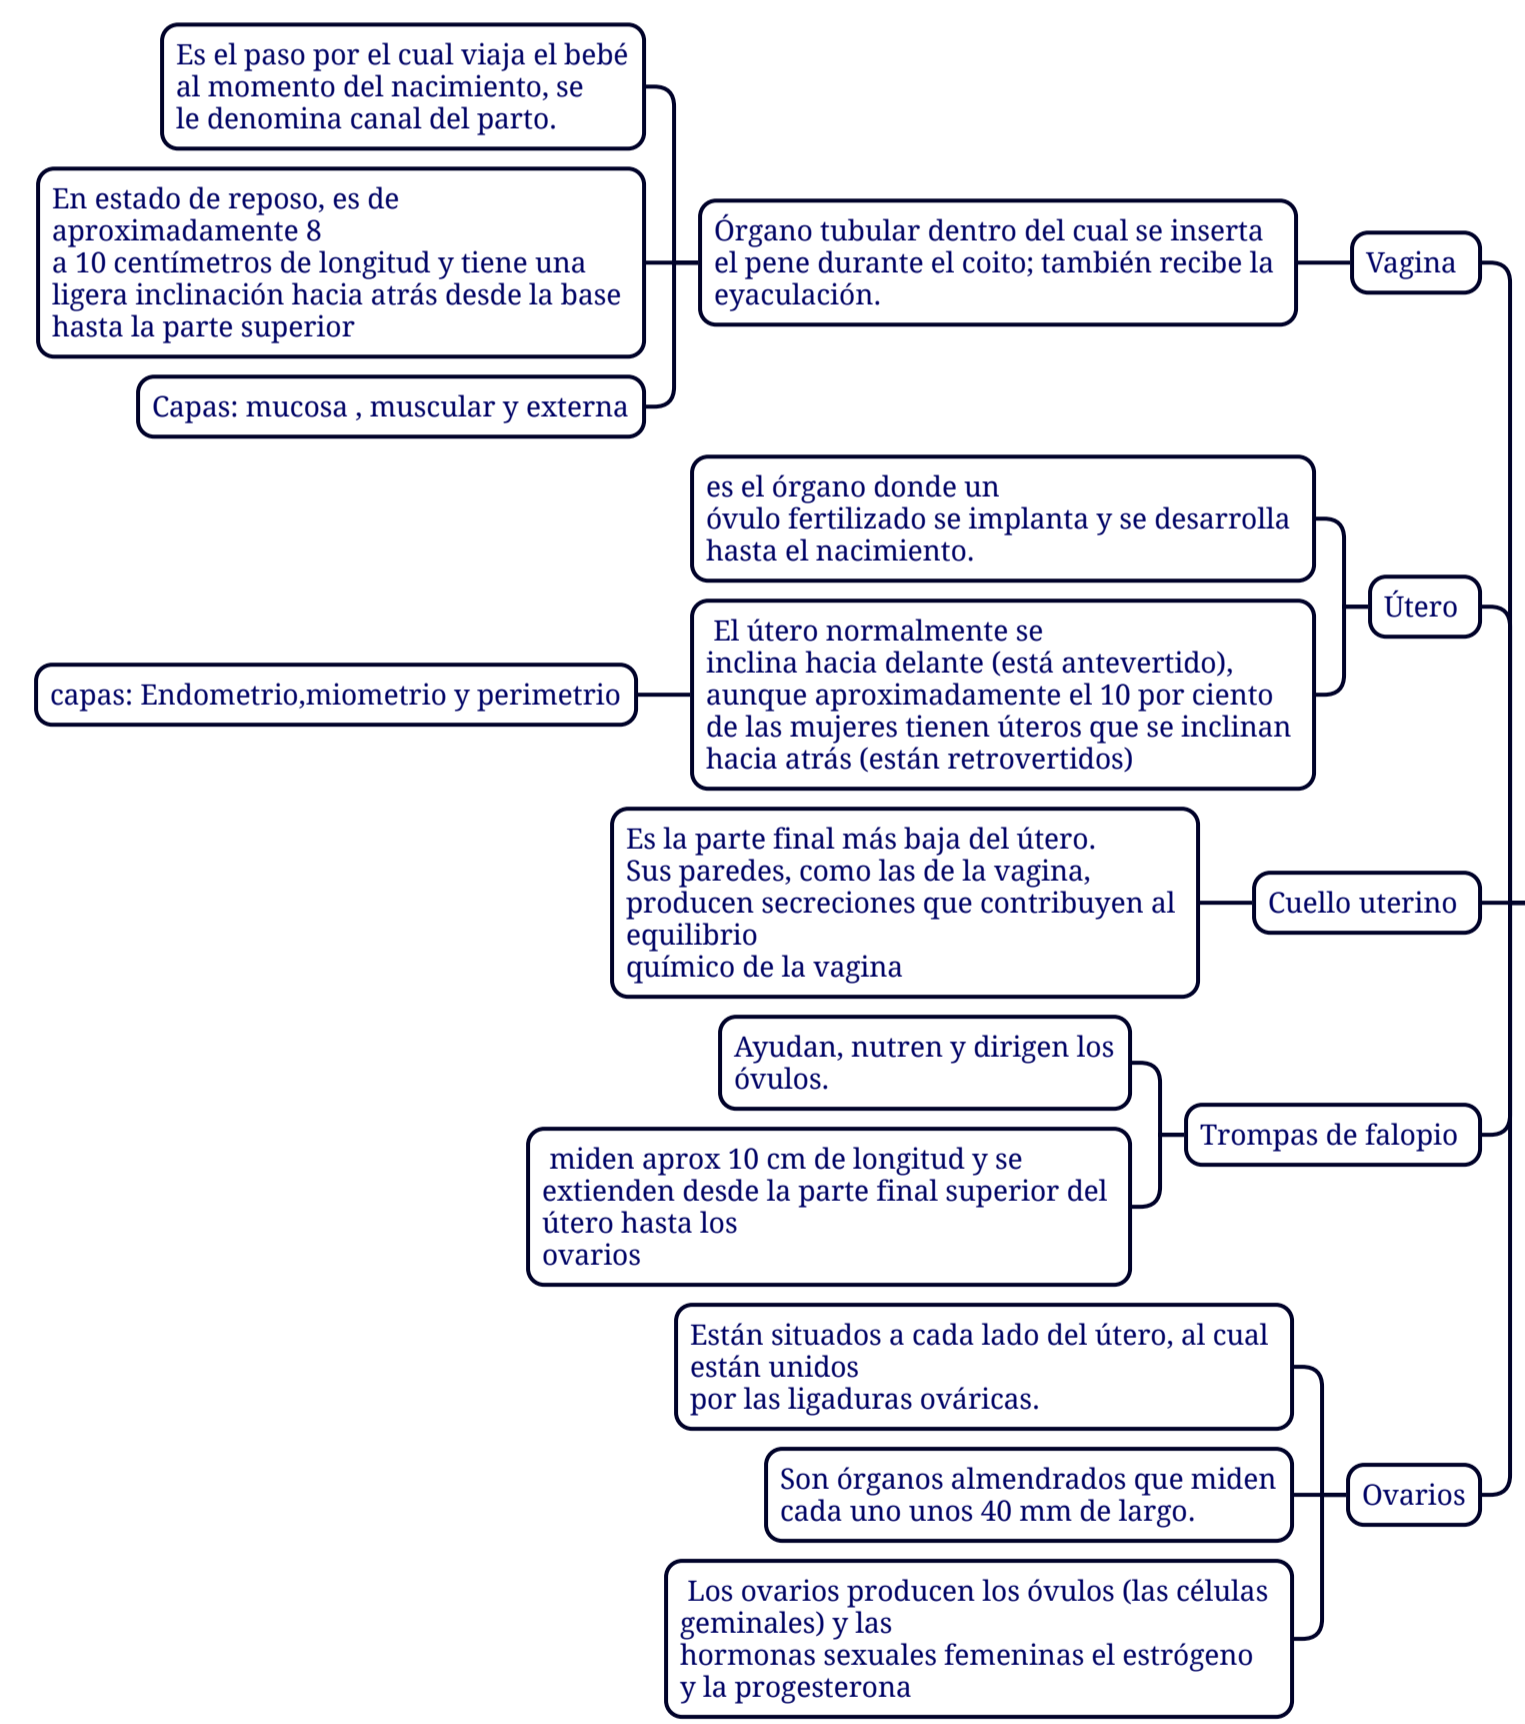 Es el paso por el cual viaja el bebé
al momento del nacimiento, se
le denomina canal del parto.
En estado de reposo, es de
aproximadamente 8
a 10 centímetros de longitud y tiene una
ligera inclinación hacia atrás desde la base
hasta la parte superior
Capas: mucosa , muscular y externa
Órgano tubular dentro del cual se inserta
el pene durante el coito; también recibe la
eyaculación.
Vagina
es el órgano donde un
óvulo fertilizado se implanta y se desarrolla
hasta el nacimiento.
capas: Endometrio,miometrio y perimetrio
El útero normalmente se
inclina hacia delante (está antevertido),
aunque aproximadamente el 10 por ciento
de las mujeres tienen úteros que se inclinan
hacia atrás (están retrovertidos)
Útero
Es la parte final más baja del útero.
Sus paredes, como las de la vagina,
producen secreciones que contribuyen al
equilibrio
químico de la vagina
Cuello uterino
Ayudan, nutren y dirigen los
óvulos.
miden aprox 10 cm de longitud y se
extienden desde la parte final superior del
útero hasta los
ovarios
Trompas de falopio
Están situados a cada lado del útero, al cual
están unidos
por las ligaduras ováricas.
Son órganos almendrados que miden
cada uno unos 40 mm de largo.
Los ovarios producen los óvulos (las células
geminales) y las
hormonas sexuales femeninas el estrógeno
y la progesterona
Ovarios